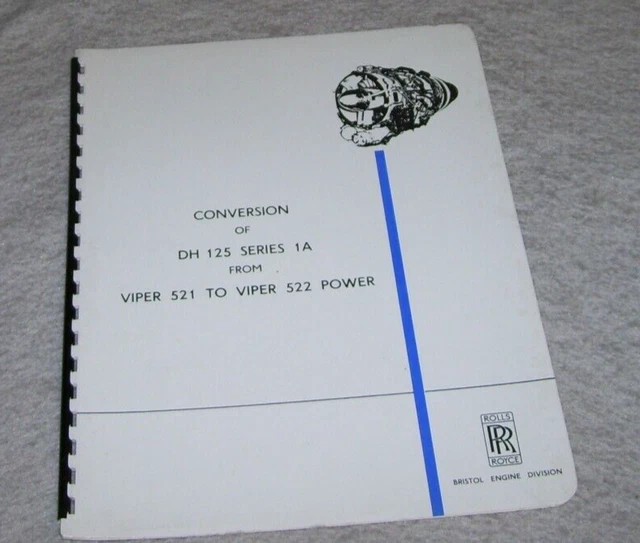 CONVERSION
OF
DH 125 SERIES 1A
FROM
VIPER 521 TO VIPER 522 POWER
ROLLS
RR
ROYCE
BRISTOL ENGINE DIVISION